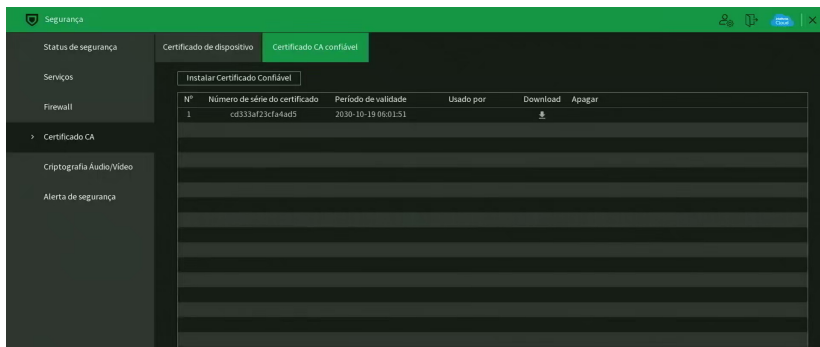 Segurança
Status de segurança
Serviços
Firewall
> Certificado CA
Criptografia Áudio/Vídeo
Alerta de segurança
Certificado de dispositivo Certificado CA confiável
Instalar Certificado Confiável
Nº Número de série do certificado Período de validade Usado por Download Apagar
1 cd333af23cfa4ad5 2030-10-19 06:01:51